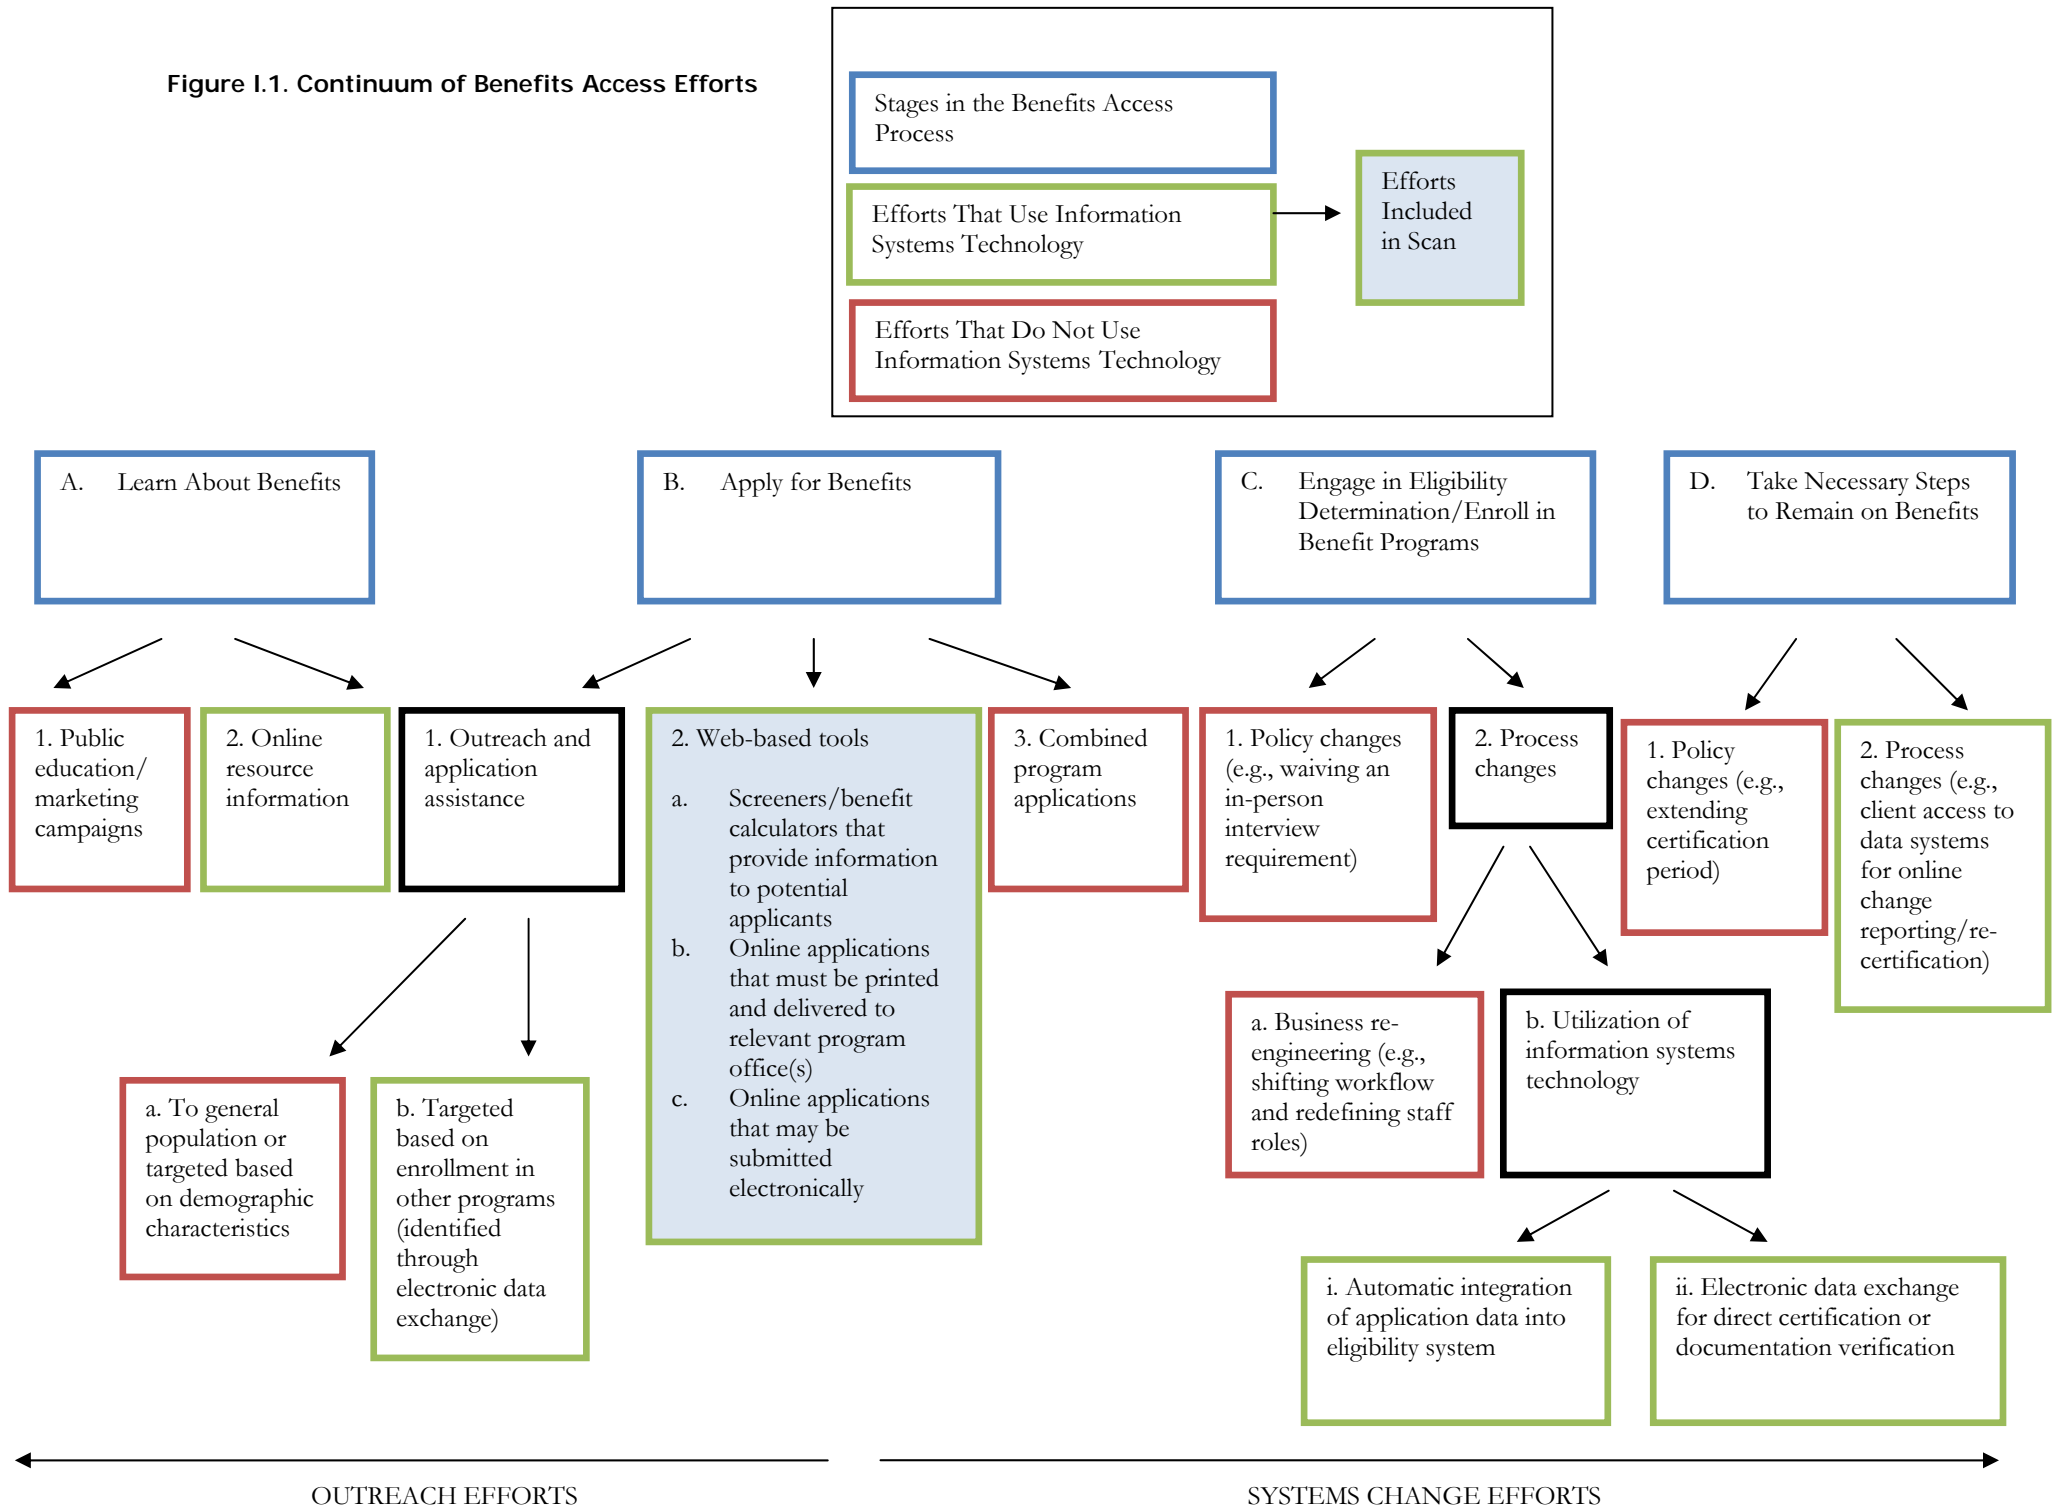 Figure I.1. Continuum of Benefits Access Efforts
Stages in the Benefits Access
Process
Efforts That Use Information
Systems Technology
Efforts
Included
in Scan
Efforts That Do Not Use
Information Systems Technology
A. Learn About Benefits
B. Apply for Benefits
C. Engage in Eligibility
Determination/Enroll in
Benefit Programs
D. Take Necessary Steps
to Remain on Benefits
1. Public
education/
marketing
campaigns
2. Online
resource
information
1. Outreach and
application
assistance
2. Web-based tools
a. Screeners/benefit
calculators that
provide information
to potential
applicants
b. Online applications
that must be printed
and delivered to
relevant program
office(s)
c. Online applications
that may be
submitted
electronically
3. Combined
program
applications
1. Policy changes
(e.g., waiving an
in-person
interview
requirement)
2. Process
changes
1. Policy
changes (e.g.,
extending
certification
period)
2. Process
changes (e.g.,
client access to
data systems
for online
change
reporting/re-
certification)
a. To general
population or
targeted based
on demographic
characteristics
b. Targeted
based on
enrollment in
other programs
(identified
through
electronic data
exchange)
a. Business re-
engineering (e.g.,
shifting workflow
and redefining staff
roles)
b. Utilization of
information systems
technology
i. Automatic integration
of application data into
eligibility system
ii. Electronic data exchange
for direct certification or
documentation verification
OUTREACH EFFORTS
SYSTEMS CHANGE EFFORTS